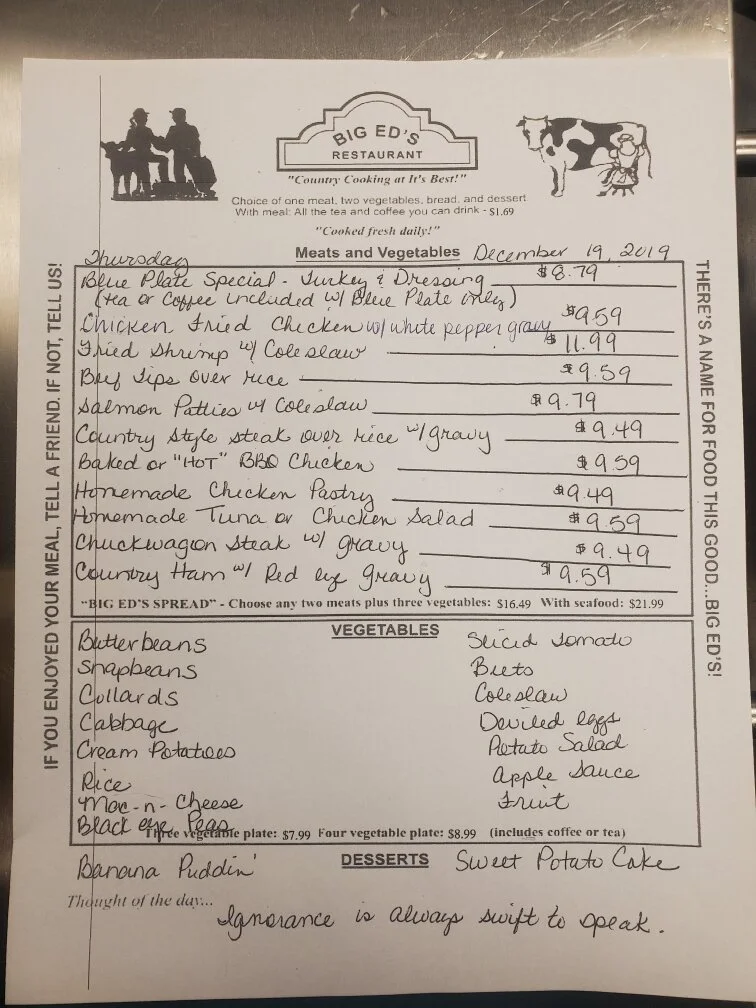 BIG ED'S
RESTAURANT
"Country Cooking at It's Best!"
Choice of one meat, two vegetables, bread, and dessert
With meal: All the tea and coffee you can drink - $1.69
"Cooked fresh daily!"
Thursday Meats and Vegetables December 19, 2019
Blue Plate Special - Turkey & Dressing $8.79
(tea or Coffee included w/ Blue Plate only)
Chicken Fried Chicken w/ white pepper gravy $9.59
Fried Shrimp w/ Coleslaw $11.99
Beef Tips over rice $9.59
Salmon Patties w/ Coleslaw $9.79
Country Style steak over rice w/ gravy $9.49
Baked or "HOT" BBQ Chicken $9.59
Homemade Chicken Pastry $9.49
Homemade Tuna or Chicken Salad $9.59
Chuckwagon Steak w/ gravy $9.49
Country Ham w/ Red eye gravy $9.59
"BIG ED'S SPREAD" - Choose any two meats plus three vegetables: $16.49 With seafood: $21.99
IF YOU ENJOYED YOUR MEAL, TELL A FRIEND. IF NOT, TELL US!
THERE'S A NAME FOR FOOD THIS GOOD...BIG ED'S!
VEGETABLES
Butterbeans
Snapbeans
Collards
Cabbage
Cream Potatoes
Rice
Mac-n-Cheese
Black eye Peas
Sliced Tomato
Beets
Coleslaw
Deviled eggs
Potato Salad
Apple Sauce
Fruit
Three vegetable plate: $7.99 Four vegetable plate: $8.99 (includes coffee or tea)
Banana Puddin' DESSERTS Sweet Potato Cake
Thought of the day...
Ignorance is always swift to speak.